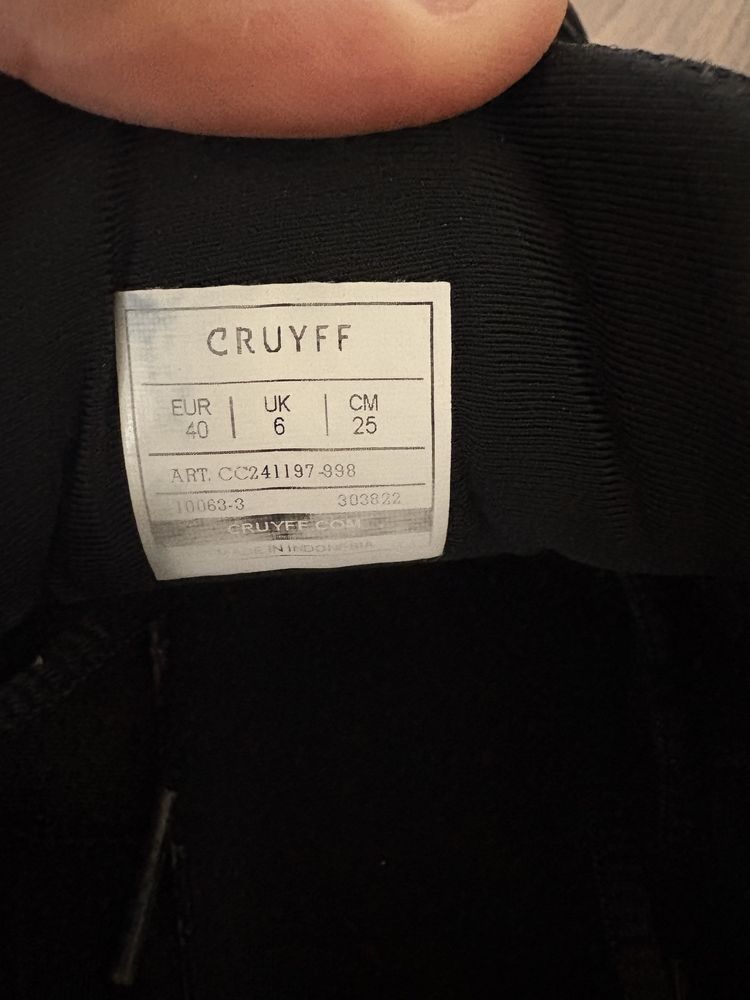 CRUYFF
EUR | UK | CM
40 6 25
ART. CC241197-998
10063-3 303822
CRUYFF.COM
MADE IN INDONESIA